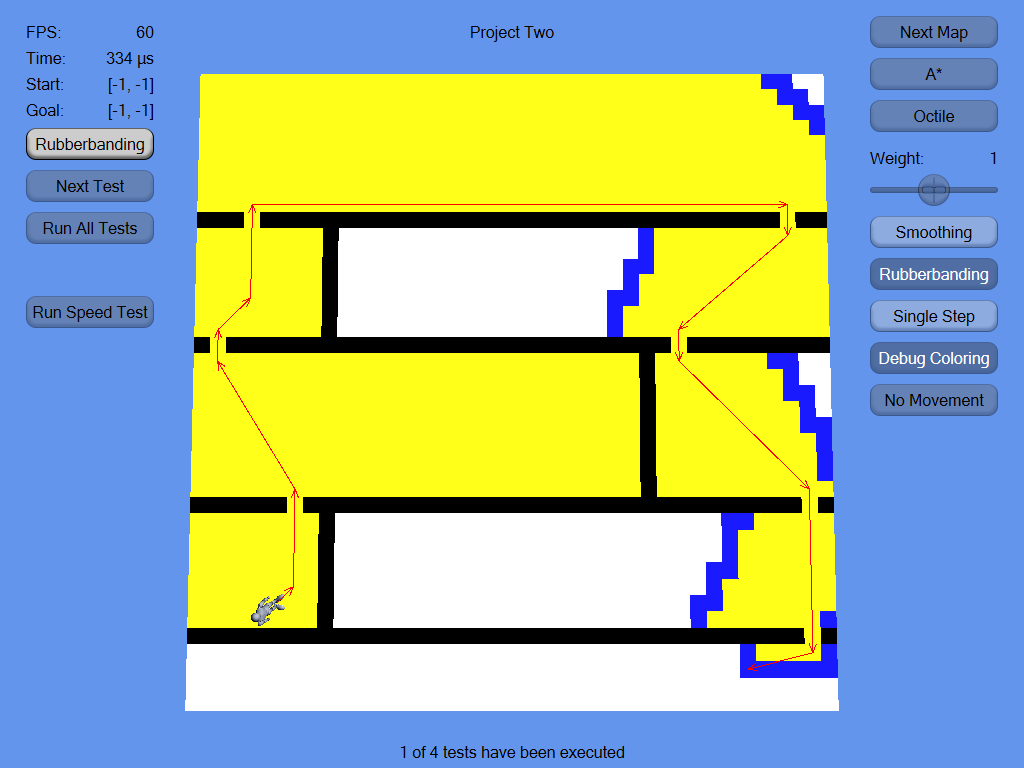 Project Two
FPS: 60
Time: 334 µs
Start: [-1, -1]
Goal: [-1, -1]
Rubberbanding
Next Test
Run All Tests
Run Speed Test
Next Map
A*
Octile
Weight: 1
Smoothing
Rubberbanding
Single Step
Debug Coloring
No Movement
1 of 4 tests have been executed